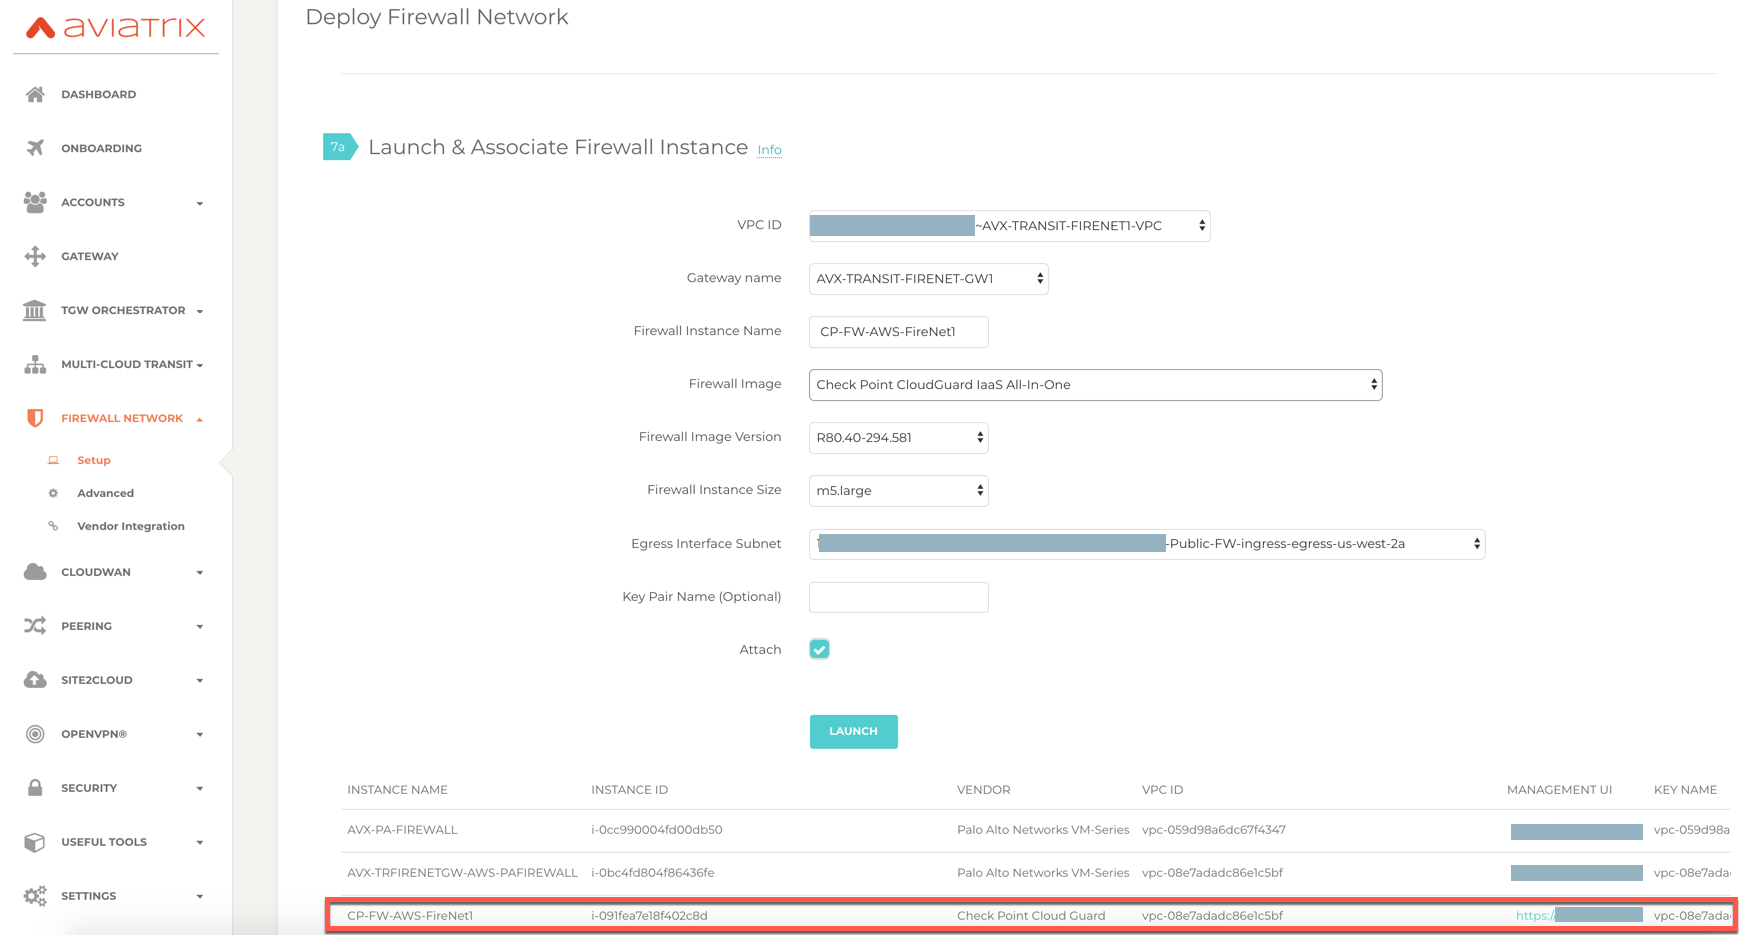 AVIATRIX
DASHBOARD
ONBOARDING
ACCOUNTS
GATEWAY
TGW ORCHESTRATOR
MULTI-CLOUD TRANSIT
FIREWALL NETWORK
Setup
Advanced
Vendor Integration
CLOUDWAN
PEERING
SITE2CLOUD
OPENVPN®
SECURITY
USEFUL TOOLS
SETTINGS
Deploy Firewall Network
7a Launch & Associate Firewall Instance Info
VPC ID ~AVX-TRANSIT-FIRENET1-VPC
Gateway name AVX-TRANSIT-FIRENET-GW1
Firewall Instance Name CP-FW-AWS-FireNet1
Firewall Image Check Point CloudGuard IaaS All-In-One
Firewall Image Version R80.40-294.581
Firewall Instance Size m5.large
Egress Interface Subnet -Public-FW-ingress-egress-us-west-2a
Key Pair Name (Optional)
Attach
LAUNCH
INSTANCE NAME INSTANCE ID VENDOR VPC ID MANAGEMENT UI KEY NAME
AVX-PA-FIREWALL i-0cc990004fd00db50 Palo Alto Networks VM-Series vpc-059d98a6dc67f4347 vpc-059d98a
AVX-TRFIRENETGW-AWS-PAFIREWALL i-0bc4fd804f86436fe Palo Alto Networks VM-Series vpc-08e7adadc86e1c5bf vpc-08e7ada
CP-FW-AWS-FireNet1 i-091fea7e18f402c8d Check Point Cloud Guard vpc-08e7adadc86e1c5bf https:/ vpc-08e7ada